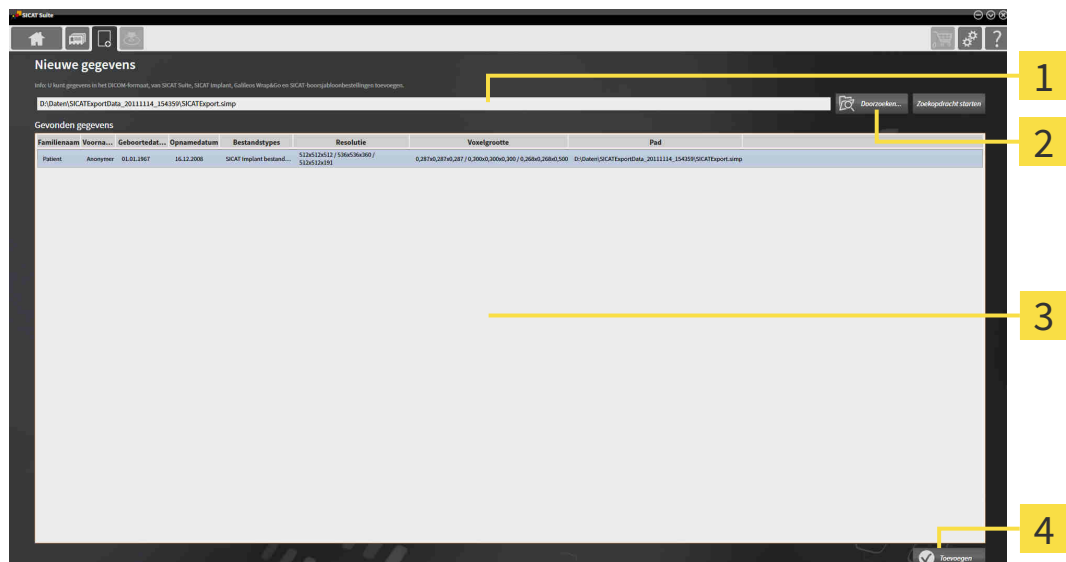 SICAT Suite
?
Nieuwe gegevens
Info: U kunt gegevens in het DICOM-formaat, van SICAT Suite, SICAT Implant, Galileos Wrap&Go en SICAT-boorsjabloonbestellingen toevoegen.
1
D:\Daten\SICATExportData_20111114_154359\SICATExport.simp
Doorzoeken...
Zoekopdracht starten
2
Gevonden gegevens
Familienaam Voorna... Geboortedat... Opnamedatum Bestandstypes Resolutie Voxelgrootte Pad
Patient Anonymer 01.01.1967 16.12.2008 SICAT Implant bestand... 512x512x512 / 536x536x360 / 512x512x391 0,287x0,287x0,287 / 0,300x0,300x0,300 / 0,268x0,268x0,500 D:\Daten\SICATExportData_20111114_154359\SICATExport.simp
3
4
Toevoegen